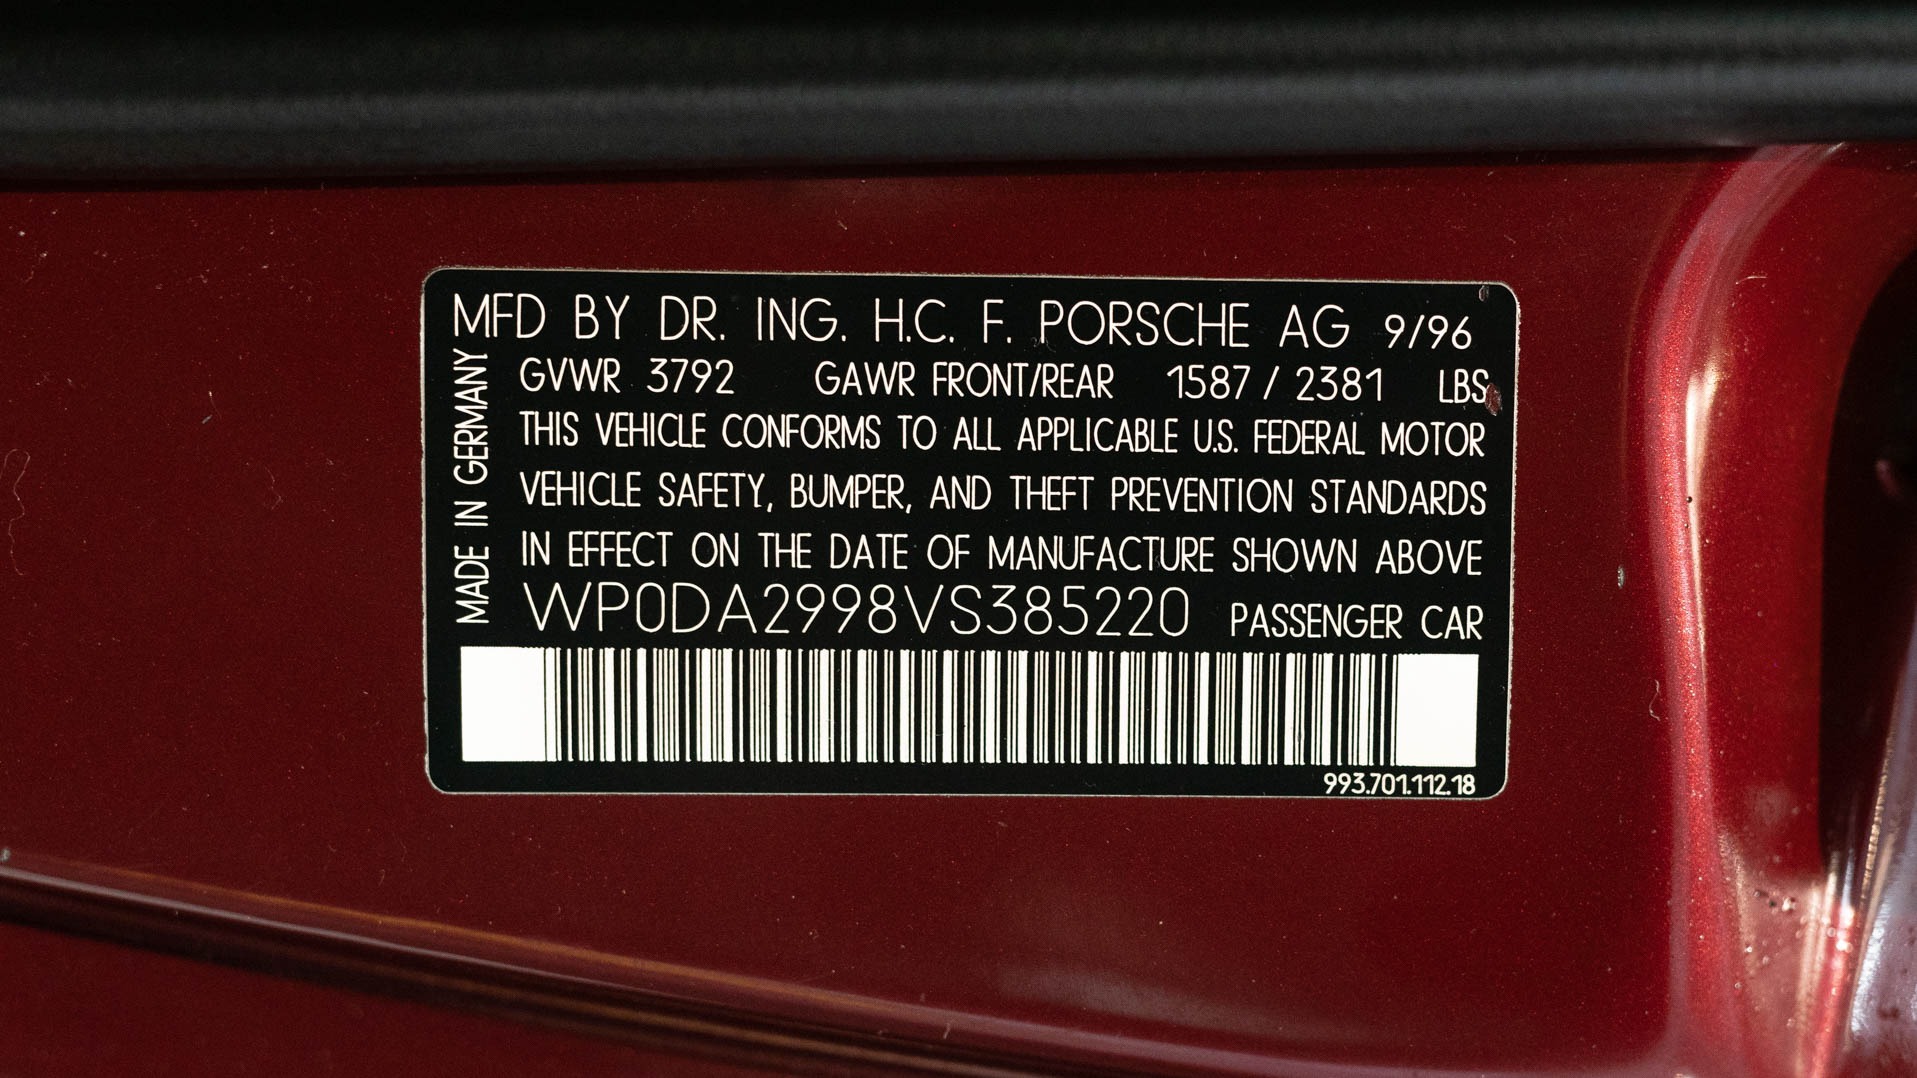 MFD BY DR. ING. H.C. F. PORSCHE AG 9/96
GVWR 3792 GAWR FRONT/REAR 1587 / 2381 LBS
THIS VEHICLE CONFORMS TO ALL APPLICABLE U.S. FEDERAL MOTOR
VEHICLE SAFETY, BUMPER, AND THEFT PREVENTION STANDARDS
IN EFFECT ON THE DATE OF MANUFACTURE SHOWN ABOVE
WP0DA2998VS385220 PASSENGER CAR
MADE IN GERMANY
993.701.112.18